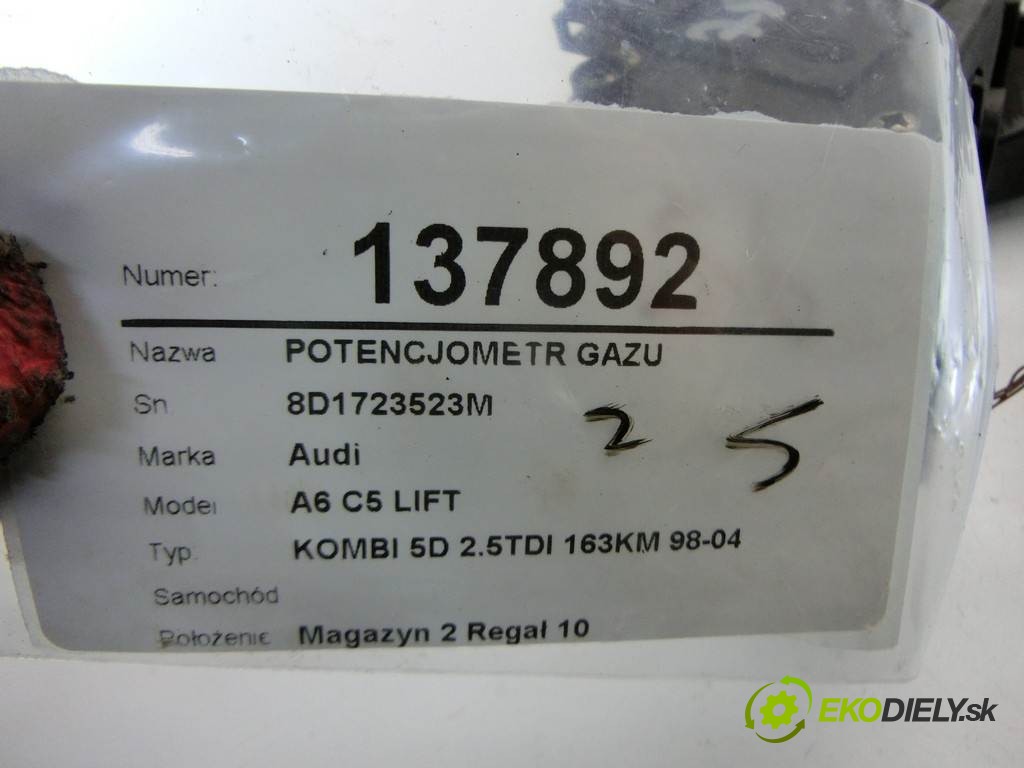 Numer: 137892
Nazwa POTENCJOMETR GAZU
Sn 8D1723523M
2 5
Marka Audi
Model A6 C5 LIFT
Typ. KOMBI 5D 2.5TDI 163KM 98-04
Samochód
Położenie Magazyn 2 Regał 10
EKODIELY.sk